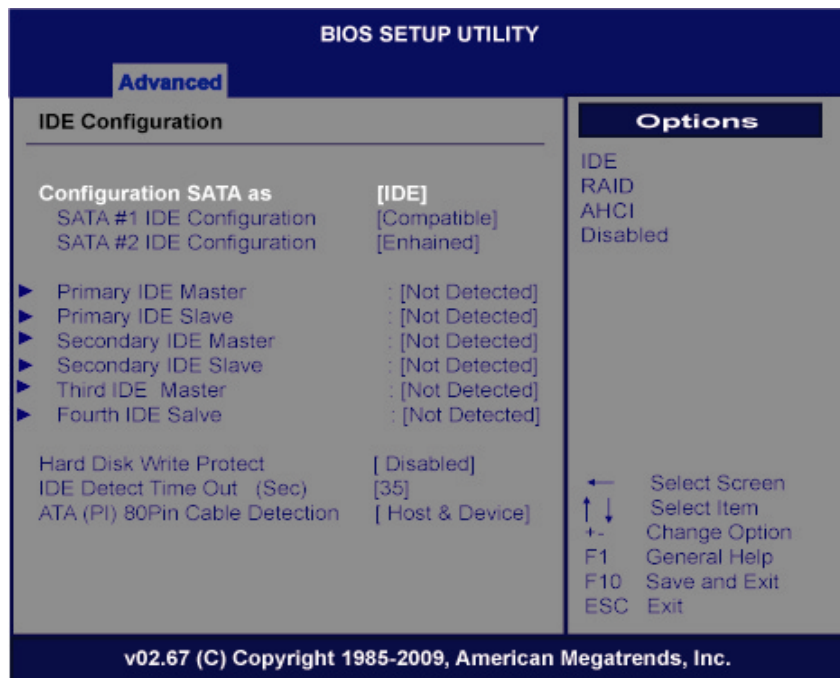 BIOS SETUP UTILITY
Advanced
IDE Configuration
Configuration SATA as [IDE]
SATA #1 IDE Configuration [Compatible]
SATA #2 IDE Configuration [Enhained]
Primary IDE Master : [Not Detected]
Primary IDE Slave : [Not Detected]
Secondary IDE Master : [Not Detected]
Secondary IDE Slave : [Not Detected]
Third IDE Master : [Not Detected]
Fourth IDE Salve : [Not Detected]
Hard Disk Write Protect [ Disabled]
IDE Detect Time Out (Sec) [35]
ATA (PI) 80Pin Cable Detection [ Host & Device]
Options
IDE
RAID
AHCI
Disabled
← Select Screen
↑ ↓ Select Item
+- Change Option
F1 General Help
F10 Save and Exit
ESC Exit
v02.67 (C) Copyright 1985-2009, American Megatrends, Inc.